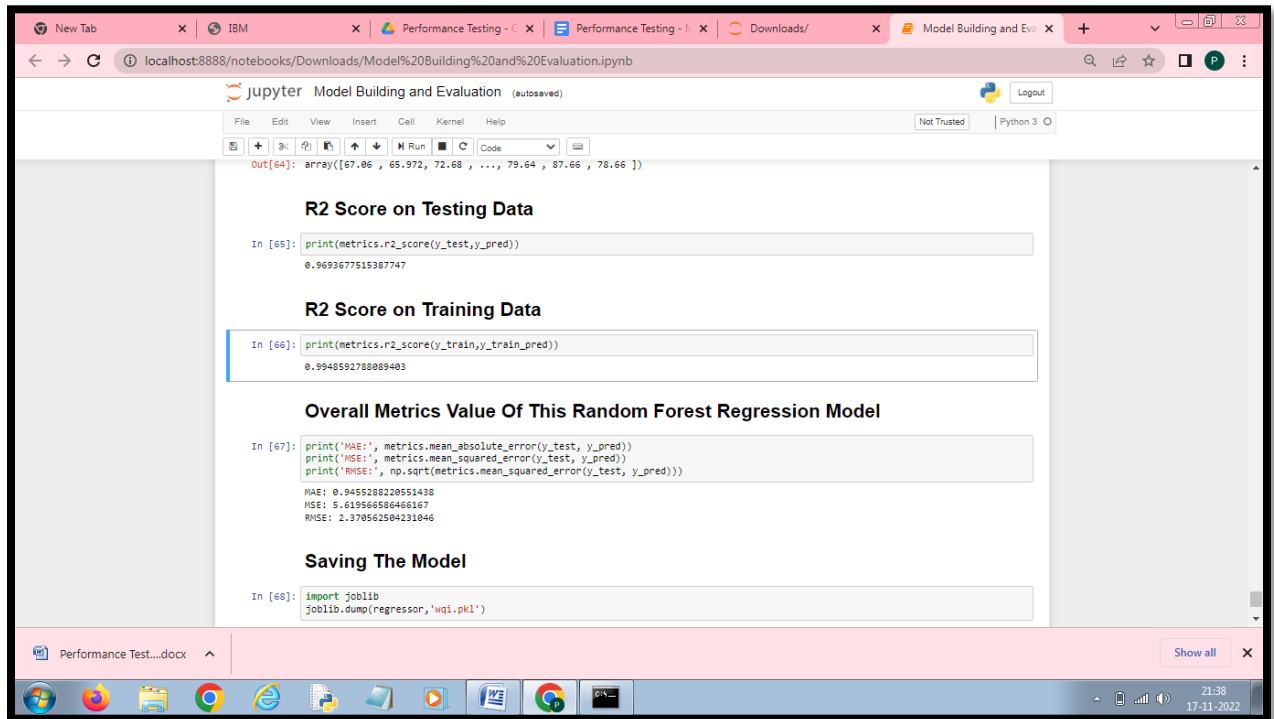 New Tab
IBM
Performance Testing - G
Performance Testing - M
Downloads/
Model Building and Eva
localhost:8888/notebooks/Downloads/Model%20Building%20and%20Evaluation.ipynb
P
jupyter Model Building and Evaluation (autosaved)
Logout
File Edit View Insert Cell Kernel Help
Not Trusted
Python 3
Run
Code
Out[64]: array([67.06 , 65.972, 72.68 , ..., 79.64 , 87.66 , 78.66 ])
R2 Score on Testing Data
In [65]: print(metrics.r2_score(y_test,y_pred))
0.9693677515387747
R2 Score on Training Data
In [66]: print(metrics.r2_score(y_train,y_train_pred))
0.9948592788089403
Overall Metrics Value Of This Random Forest Regression Model
In [67]: print('MAE:', metrics.mean_absolute_error(y_test, y_pred))
print('MSE:', metrics.mean_squared_error(y_test, y_pred))
print('RMSE:', np.sqrt(metrics.mean_squared_error(y_test, y_pred)))
MAE: 0.9455288220551438
MSE: 5.619566586466167
RMSE: 2.370562504231046
Saving The Model
In [68]: import joblib
joblib.dump(regressor,'wqi.pkl')
Performance Test....docx
Show all
21:38
17-11-2022